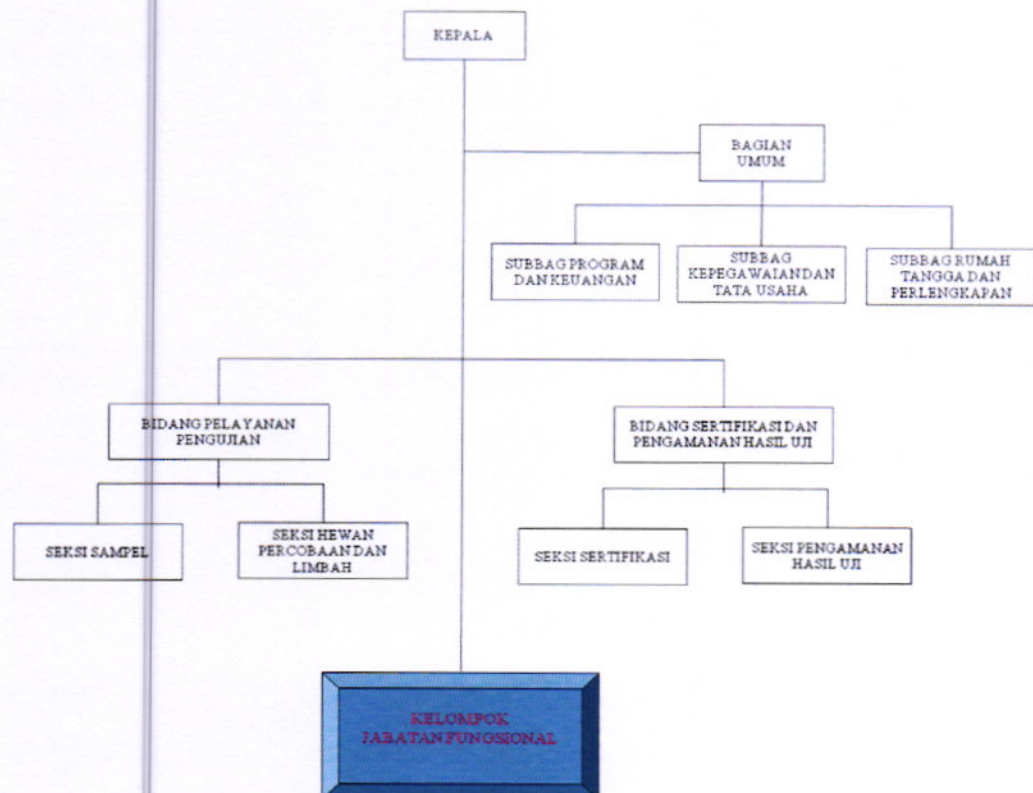 KEPALA
BAGIAN
UMUM
SUBBAG PROGRAM
DAN KEUANGAN
SUBBAG
KEPEGAWAIAN DAN
TATA USAHA
SUBBAG RUMAH
TANGGA DAN
PERLENGKAPAN
BIDANG PELAYANAN
PENGUJIAN
BIDANG SERTIFIKASI DAN
PENGAMANAN HASIL UJI
SEKSI SAMPEL
SEKSI HEWAN
PERCOBAAN DAN
LIMBAH
SEKSI SERTIFIKASI
SEKSI PENGAMANAN
HASIL UJI
KELOMPOK
JABATAN FUNGSIONAL